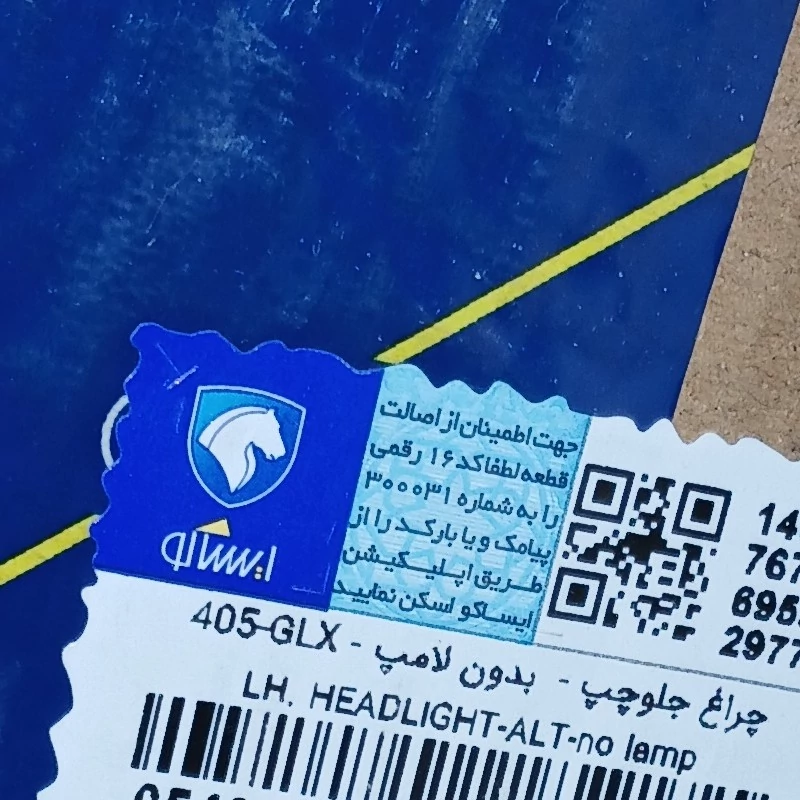 ایساکو
جهت اطمینان از اصالت
قطعه لطفا کد ۱۶ رقمی
را به شماره ۳۰۰۰۳۱
پیامک و یا بارکد را از
طریق اپلیکیشن
ایساکو اسکن نمایید
14
767
695
2977
چراغ جلو چپ - بدون لامپ - 405-GLX
LH. HEADLIGHT-ALT-no lamp